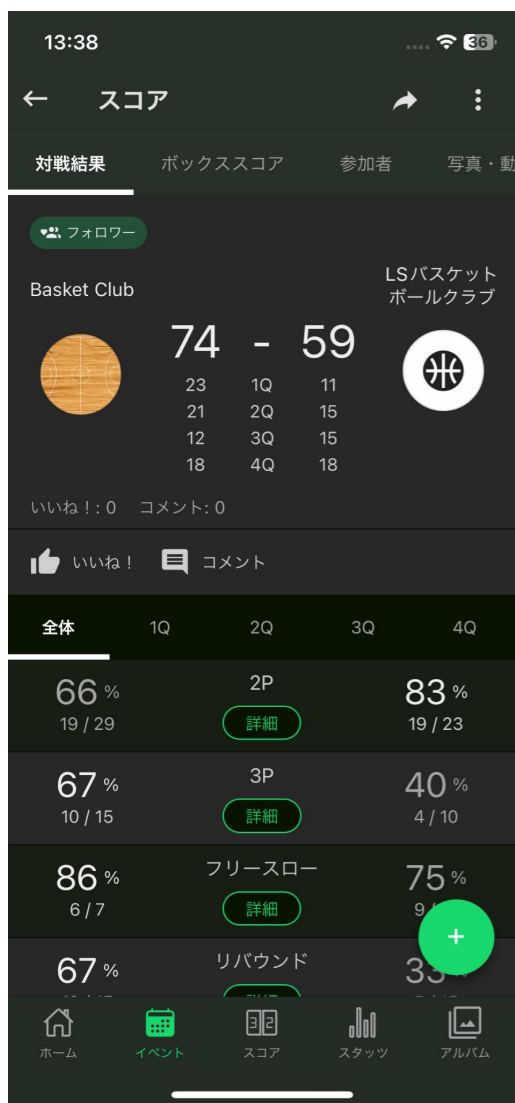 13:38
36
スコア
対戦結果 ボックススコア 参加者 写真・動
フォロワー
Basket Club
LSバスケット
ボールクラブ
74 - 59
23 1Q 11
21 2Q 15
12 3Q 15
18 4Q 18
いいね!: 0 コメント: 0
いいね! コメント
全体 1Q 2Q 3Q 4Q
66 % 2P 83 %
19 / 29 詳細 19 / 23
67 % 3P 40 %
10 / 15 詳細 4 / 10
86 % フリースロー 75 %
6 / 7 詳細 9
+
67 % リバウンド 33
ホーム イベント スコア スタッツ アルバム